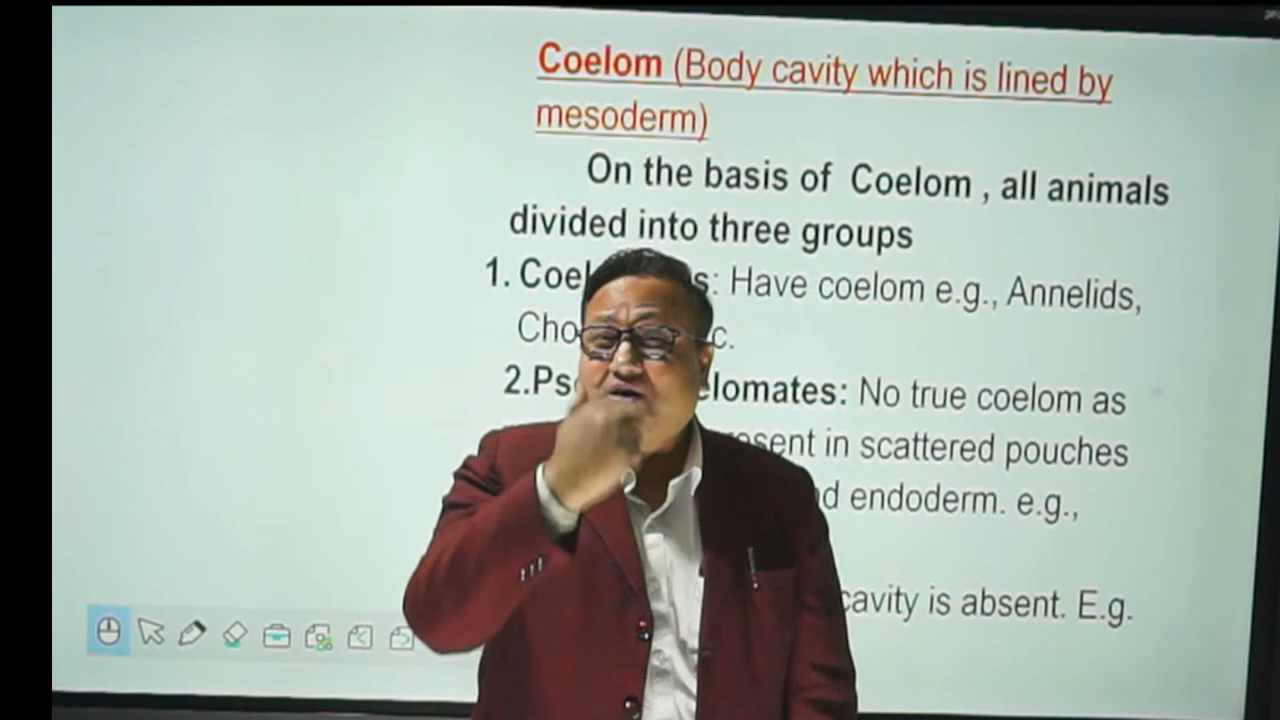 Coelom (Body cavity which is lined by
mesoderm)
On the basis of Coelom , all animals
divided into three groups
1. Coel s: Have coelom e.g., Annelids,
Cho c.
2.Ps elomates: No true coelom as
esent in scattered pouches
d endoderm. e.g.,
cavity is absent. E.g.